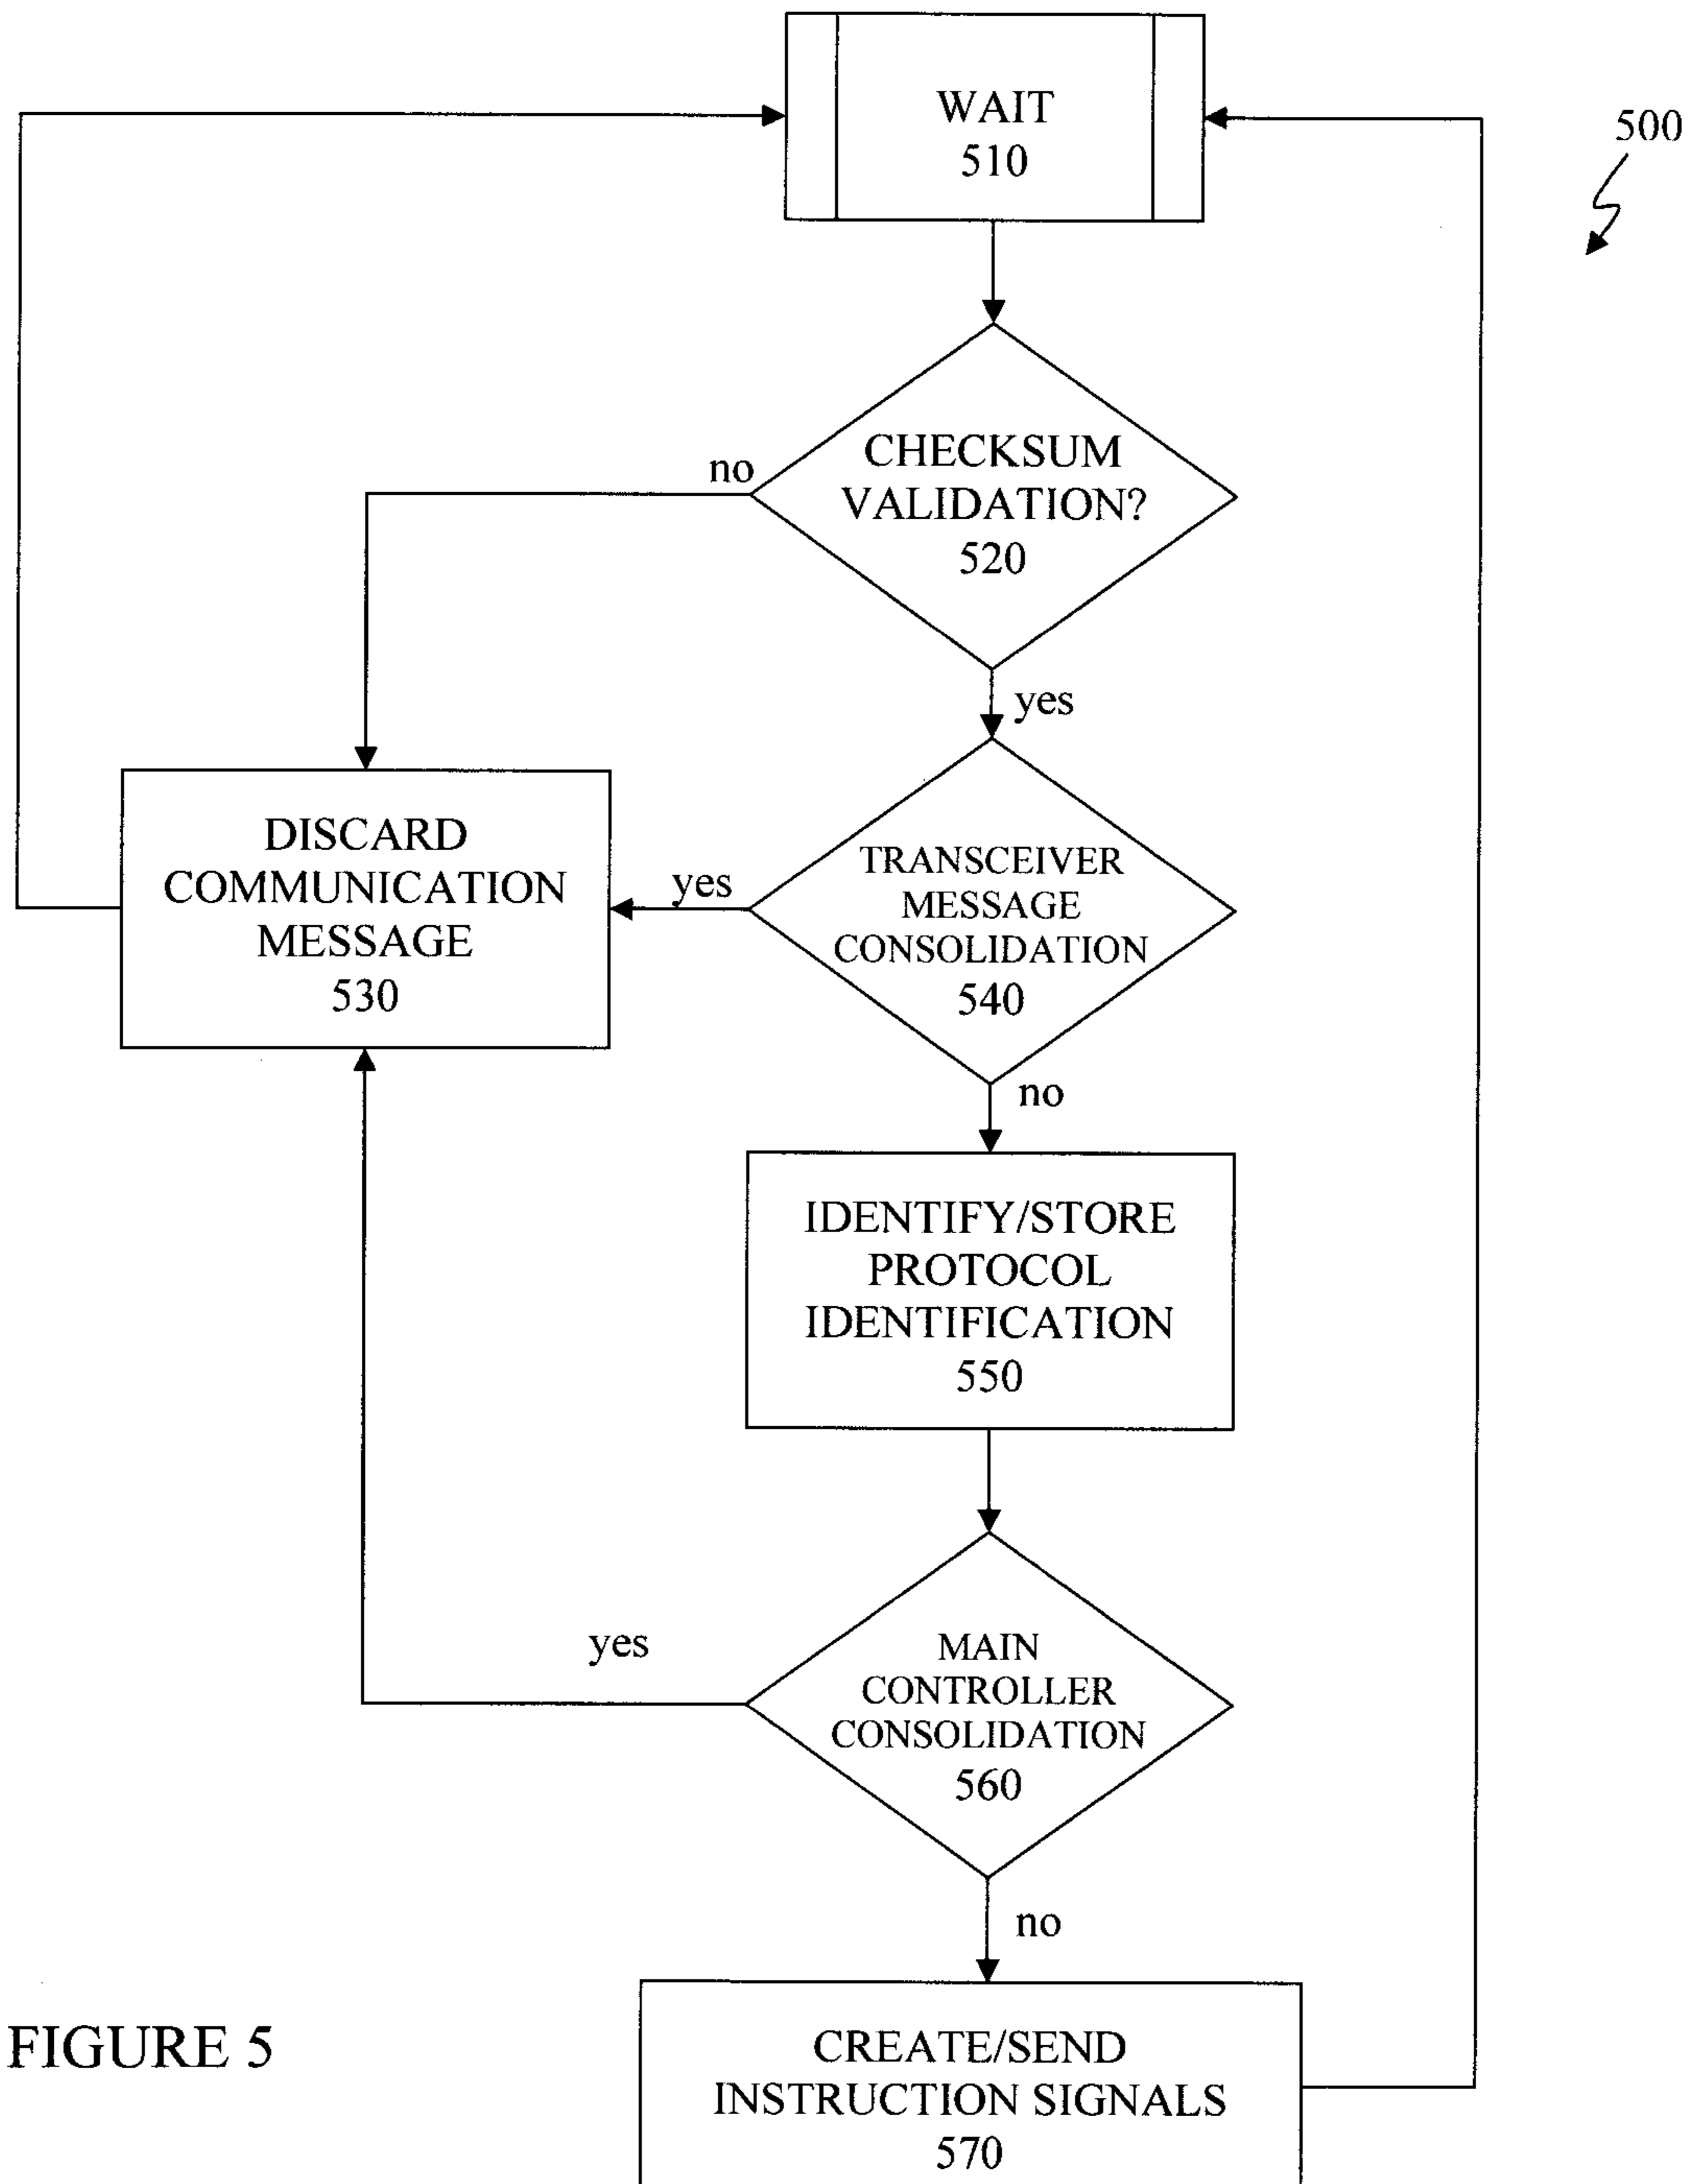 WAIT
510
500
CHECKSUM
VALIDATION?
520
no
yes
DISCARD
COMMUNICATION
MESSAGE
530
yes
TRANSCEIVER
MESSAGE
CONSOLIDATION
540
no
IDENTIFY/STORE
PROTOCOL
IDENTIFICATION
550
yes
MAIN
CONTROLLER
CONSOLIDATION
560
no
FIGURE 5
CREATE/SEND
INSTRUCTION SIGNALS
570